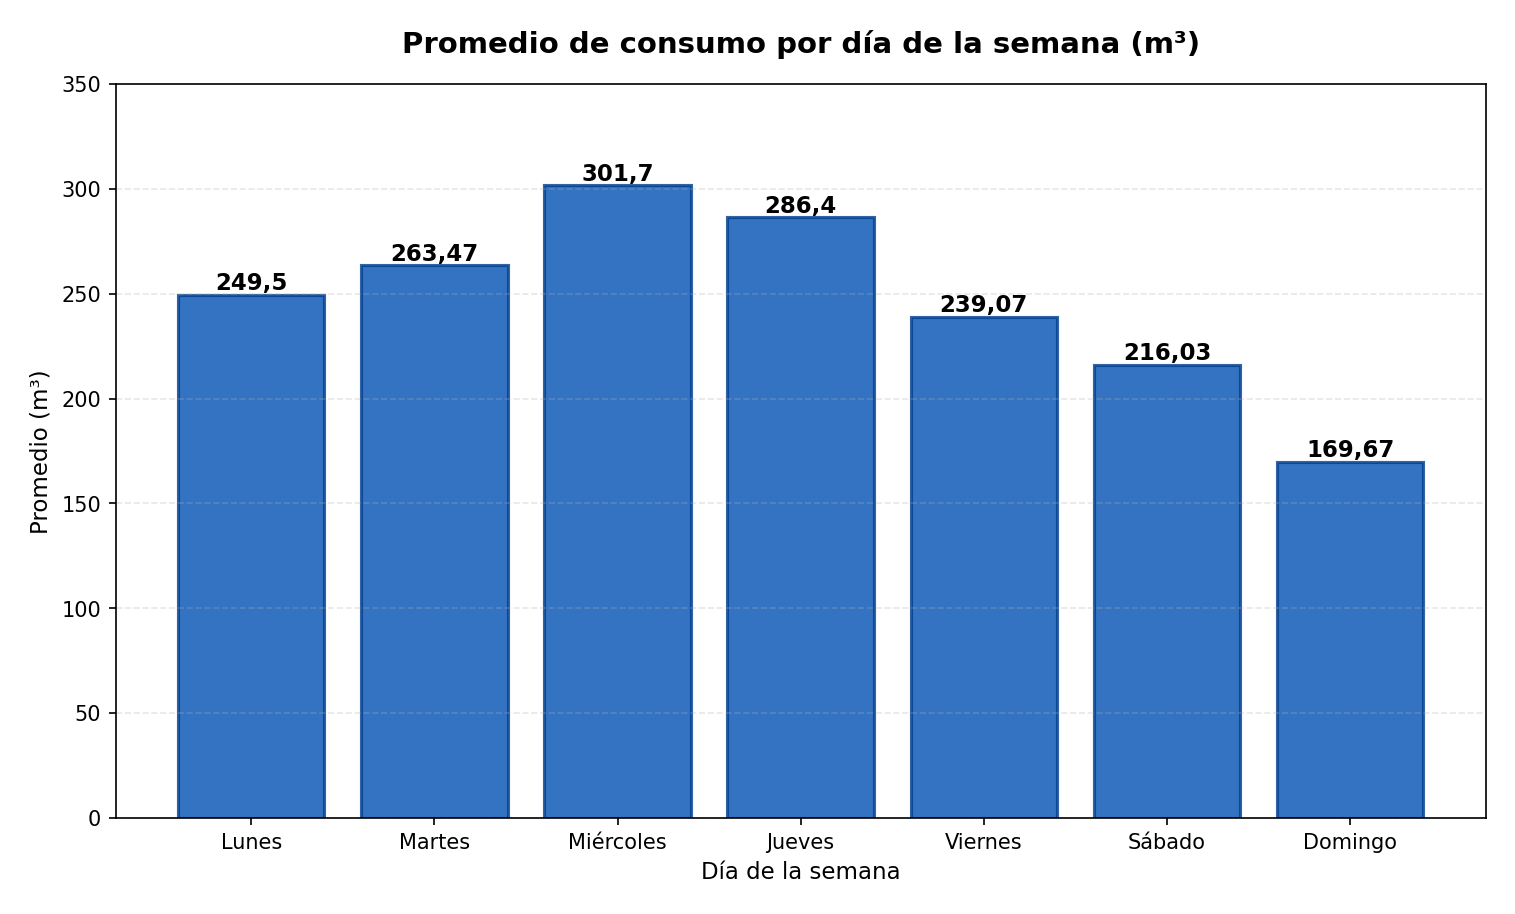 Promedio de consumo por día de la semana (m³)
Promedio (m³)
350
300
250
200
150
100
50
0
249,5
263,47
301,7
286,4
239,07
216,03
169,67
Lunes
Martes
Miércoles
Jueves
Viernes
Sábado
Domingo
Día de la semana